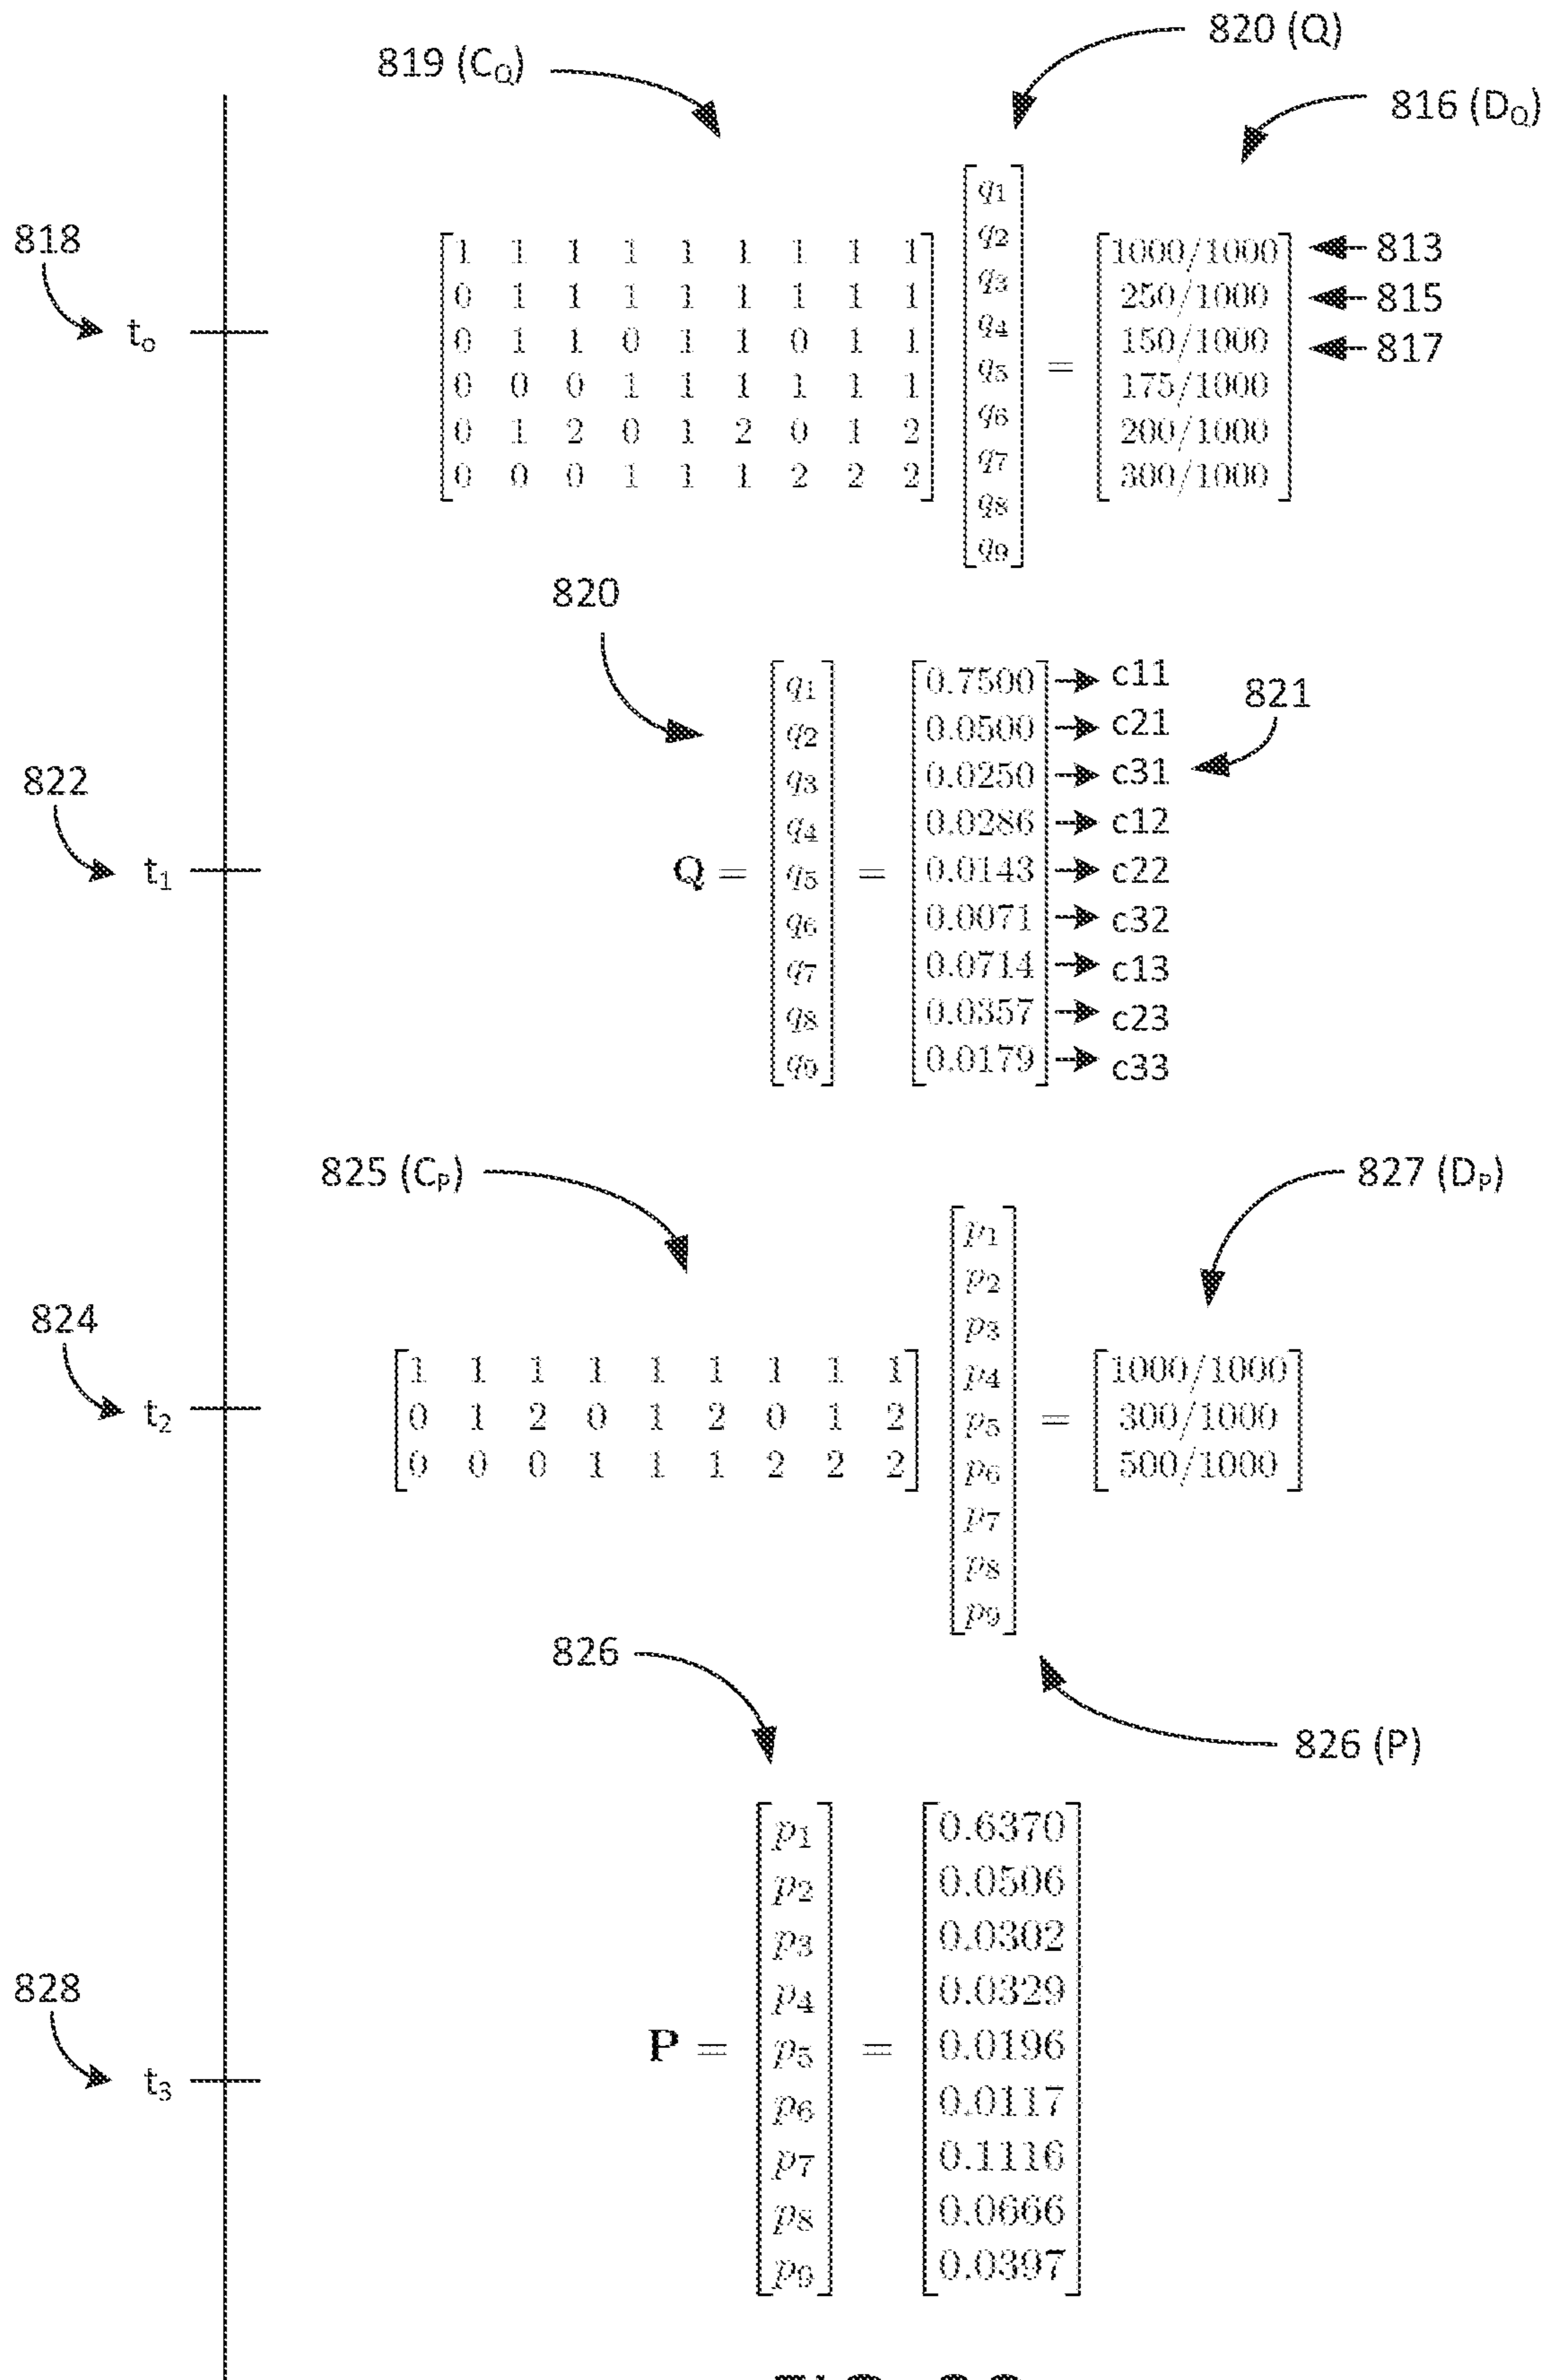 820 (Q)
819 (C_Q)
816 (D_Q)
818
t_o
[1 1 1 1 1 1 1 1 1]
[0 1 1 1 1 1 1 1 1]
[0 1 1 0 1 1 0 1 1]
[0 0 0 1 1 1 1 1 1]
[0 1 2 0 1 2 0 1 2]
[0 0 0 1 1 1 2 2 2]
q1
q2
q3
q4
q5
q6
q7
q8
q9
=
1000/1000 813
250/1000 815
150/1000 817
175/1000
200/1000
300/1000
820
822
t1
Q =
q1
q2
q3
q4
q5
q6
q7
q8
q9
=
0.7500 c11
0.0500 c21
0.0250 c31
0.0286 c12
0.0143 c22
0.0071 c32
0.0714 c13
0.0357 c23
0.0179 c33
821
825 (C_P)
827 (D_P)
824
t2
[1 1 1 1 1 1 1 1 1]
[0 1 2 0 1 2 0 1 2]
[0 0 0 1 1 1 2 2 2]
p1
p2
p3
p4
p5
p6
p7
p8
p9
=
1000/1000
300/1000
500/1000
826
826 (P)
828
t3
P =
p1
p2
p3
p4
p5
p6
p7
p8
p9
=
0.6370
0.0506
0.0302
0.0329
0.0196
0.0117
0.1116
0.0666
0.0397